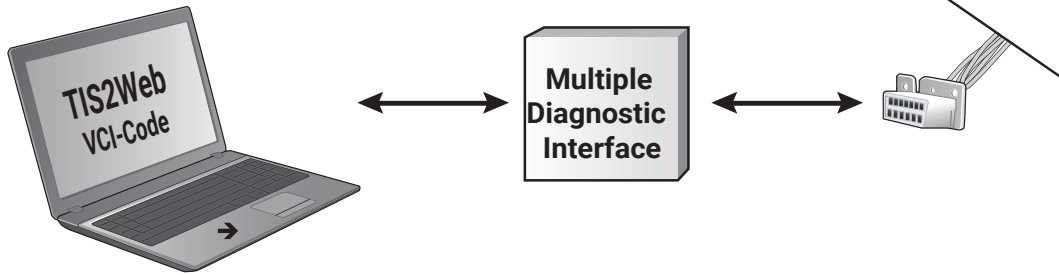 TIS2Web
VCI-Code
Multiple
Diagnostic
Interface